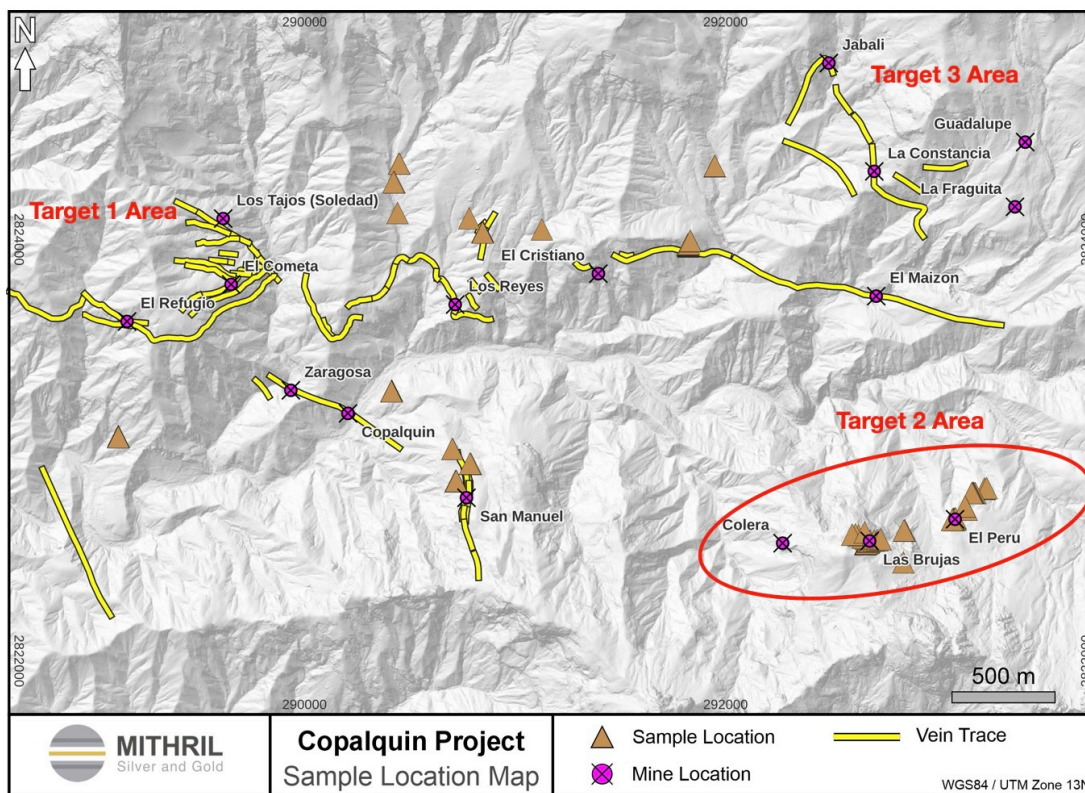 290000
292000
N
Jabali
Target 3 Area
Guadalupe
La Constancia
La Fraguita
Los Tajos (Soledad)
Target 1 Area
2824000
2824000
El Cristiano
El Cometa
Los Reyes
El Maizon
El Refugio
Zaragosa
Copalquin
Target 2 Area
San Manuel
Colera
El Peru
Las Brujas
2822000
2822000
500 m
290000
292000
MITHRIL
Silver and Gold
Copalquin Project
Sample Location Map
Sample Location
Vein Trace
Mine Location
WGS84 / UTM Zone 13N